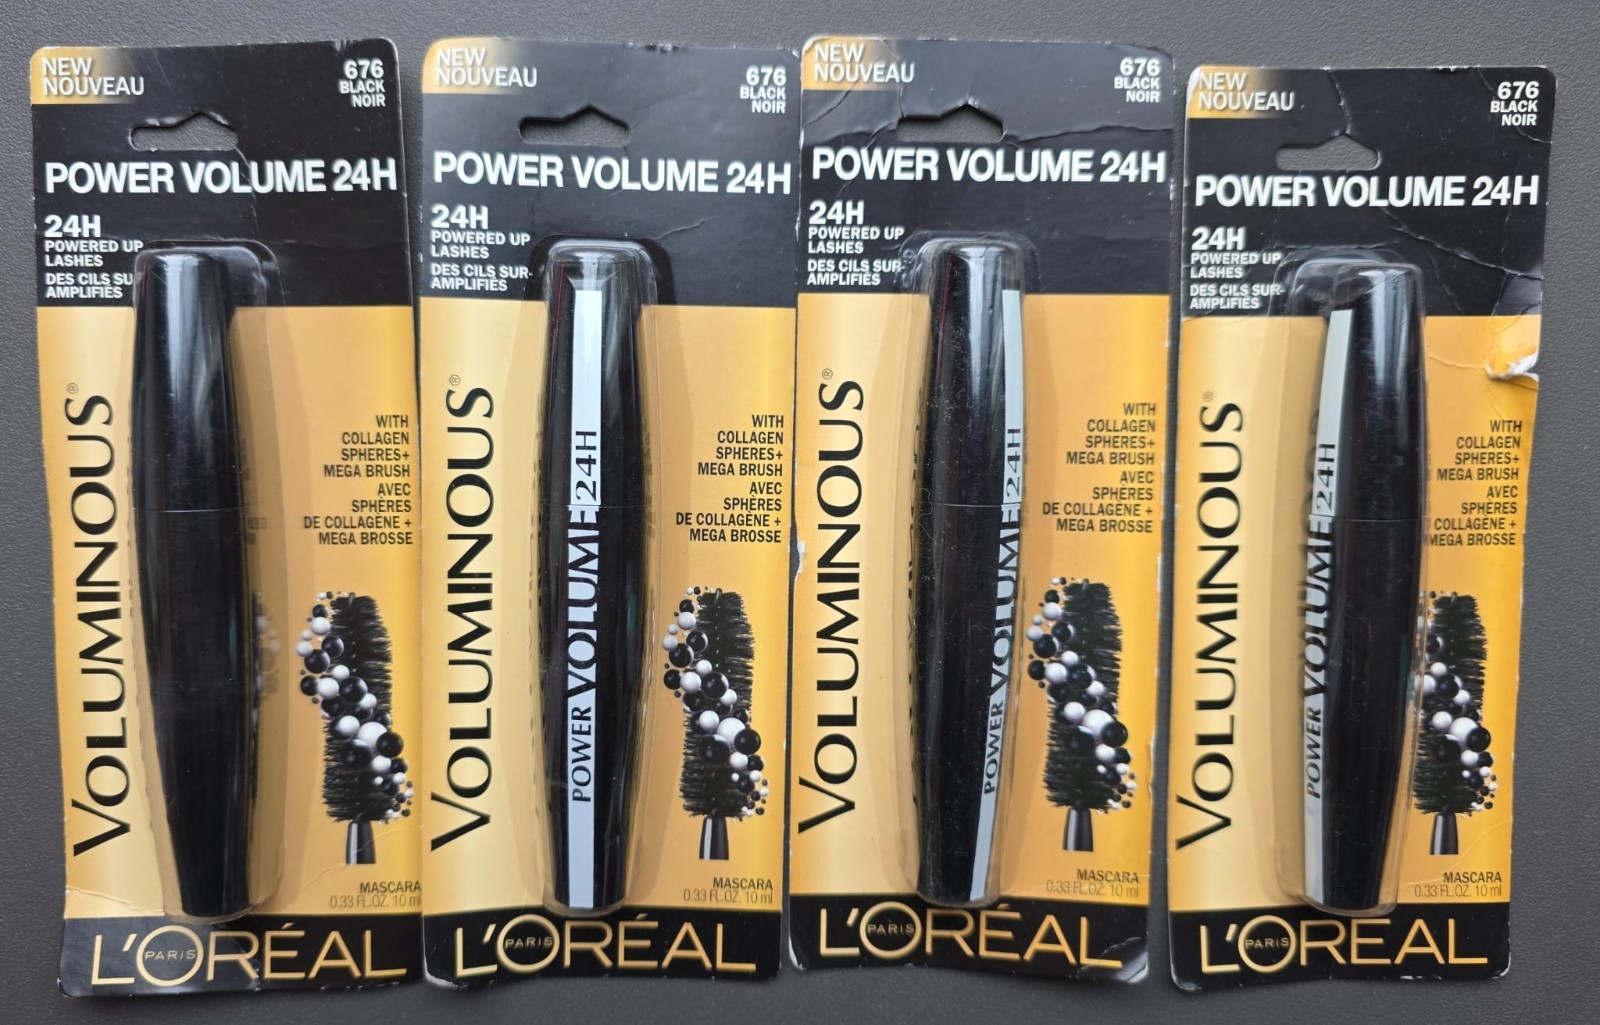 NEW
NOUVEAU
676
BLACK
NOIR
POWER VOLUME 24H
24H
POWERED UP
LASHES
DES CILS SU
AMPLIFIÉS
VOLUMINOUS®
WITH
COLLAGEN
SPHERES+
MEGA BRUSH
AVEC
SPHÈRES
DE COLLAGÈNE +
MEGA BROSSE
MASCARA
0.33 FL.OZ. 10 ml
L'ORÉAL
PARIS
NEW
NOUVEAU
676
BLACK
NOIR
POWER VOLUME 24H
24H
POWERED UP
LASHES
DES CILS SUR-
AMPLIFIÉS
VOLUMINOUS®
POWER VOLUME 24H
WITH
COLLAGEN
SPHERES+
MEGA BRUSH
AVEC
SPHÈRES
DE COLLAGÈNE +
MEGA BROSSE
MASCARA
0.33 FL.OZ. 10 ml
L'ORÉAL
PARIS
NEW
NOUVEAU
676
BLACK
NOIR
POWER VOLUME 24H
24H
POWERED UP
LASHES
DES CILS SUR-
AMPLIFIÉS
VOLUMINOUS®
POWER VOLUME 24H
WITH
COLLAGEN
SPHERES+
MEGA BRUSH
AVEC
SPHÈRES
DE COLLAGÈNE +
MEGA BROSSE
MASCARA
0.33 FL.OZ. 10 ml
L'ORÉAL
PARIS
NEW
NOUVEAU
676
BLACK
NOIR
POWER VOLUME 24H
24H
POWERED UP
LASHES
DES CILS SUR-
AMPLIFIÉS
VOLUMINOUS®
POWER VOLUME 24H
WITH
COLLAGEN
SPHERES+
MEGA BRUSH
AVEC
SPHÈRES
DE COLLAGÈNE +
MEGA BROSSE
MASCARA
0.33 FL.OZ. 10 ml
L'ORÉAL
PARIS